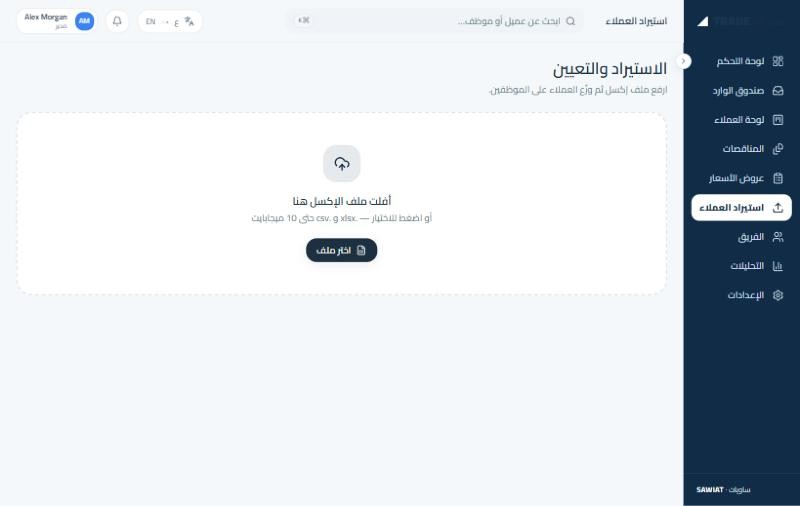 استيراد العملاء
ابحث عن عميل أو موظف...
ع
EN
AM
Alex Morgan
مدير
لوحة التحكم
صندوق الوارد
لوحة العملاء
المناقصات
عروض الأسعار
استيراد العملاء
الفريق
التحليلات
الإعدادات
ساويات · SAWIAT
الاستيراد والتعيين
ارفع ملف إكسل ثم وزّع العملاء على الموظفين.
أفلت ملف الإكسل هنا
أو اضغط للاختيار — .xlsx و .csv حتى 10 ميجابايت
اختر ملف